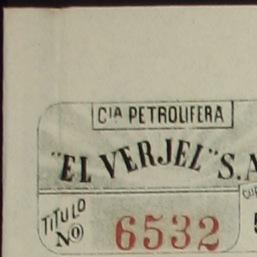 CIA PETROLIFERA
"EL VERJEL" S.A
TITULO
No 6532